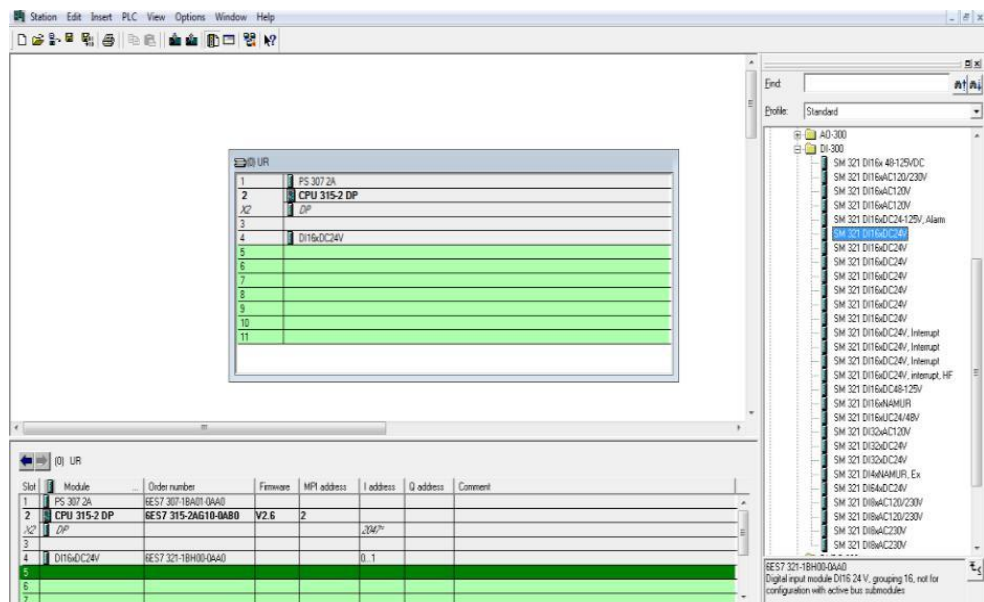 Station Edit Insert PLC View Options Window Help
Find:
Profile: Standard
AO-300
DI-300
SM 321 DI16x 48-125VDC
SM 321 DI16xAC120/230V
SM 321 DI16xAC120V
SM 321 DI16xAC120V
SM 321 DI16xDC24-125V, Alarm
SM 321 DI16xDC24V
SM 321 DI16xDC24V
SM 321 DI16xDC24V
SM 321 DI16xDC24V
SM 321 DI16xDC24V
SM 321 DI16xDC24V
SM 321 DI16xDC24V
SM 321 DI16xDC24V, Interrupt
SM 321 DI16xDC24V, Interrupt
SM 321 DI16xDC24V, Interrupt
SM 321 DI16xDC24V, interrupt, HF
SM 321 DI16xDC48-125V
SM 321 DI16xNAMUR
SM 321 DI16xUC24/48V
SM 321 DI32xAC120V
SM 321 DI32xDC24V
SM 321 DI32xDC24V
SM 321 DI4xNAMUR, Ex
SM 321 DI64xDC24V
SM 321 DI8xAC120/230V
SM 321 DI8xAC120/230V
SM 321 DI8xAC230V
SM 321 DI8xAC230V
6ES7 321-1BH00-0AA0
Digital input module DI16 24 V, grouping 16, not for
configuration with active bus submodules
(0) UR
1 PS 307 2A
2 CPU 315-2 DP
X2 DP
3
4 DI16xDC24V
5
6
7
8
9
10
11
(0) UR
Slot Module ... Order number Firmware MPI address I address Q address Comment
1 PS 307 2A 6ES7 307-1BA01-0AA0
2 CPU 315-2 DP 6ES7 315-2AG10-0AB0 V2.6 2
X2 DP 2047*
3
4 DI16xDC24V 6ES7 321-1BH00-0AA0 0...1
5
6
7